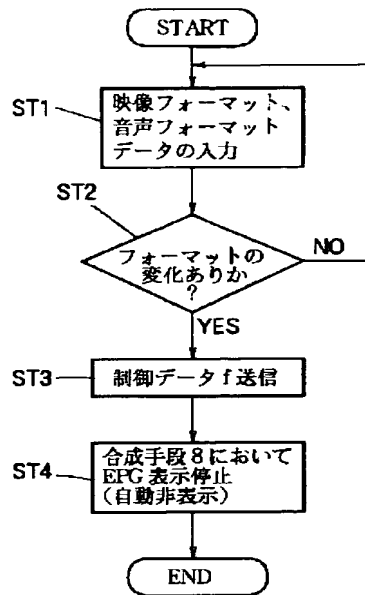 START
ST1
映像フォーマット、
音声フォーマット
データの入力
ST2
フォーマットの
変化ありか
?
NO
YES
ST3
制御データf送信
ST4
合成手段8において
EPG表示停止
(自動非表示)
END